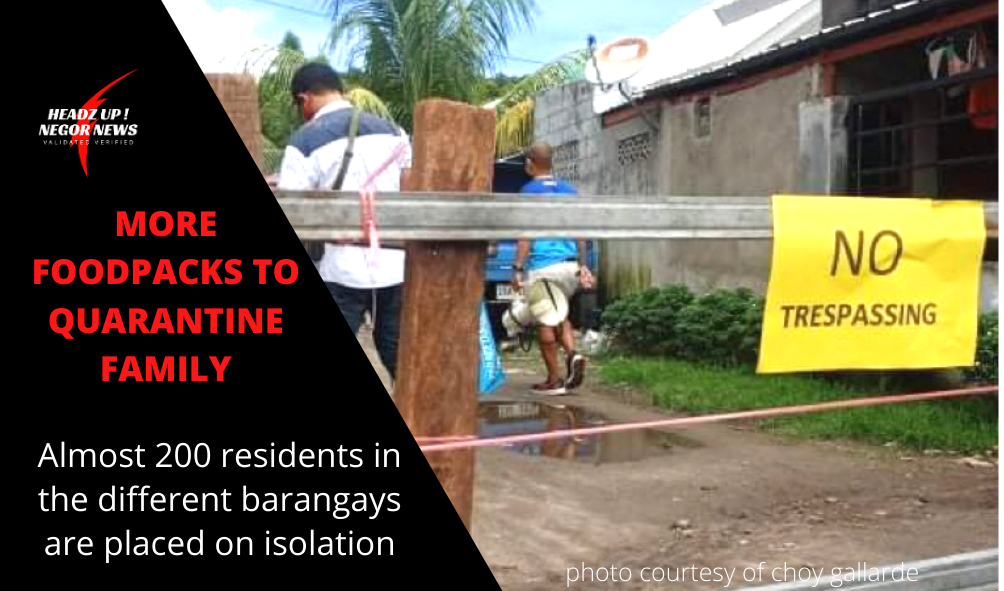 HEADZ UP !
NEGOR NEWS
VALIDATED VERIFIED
MORE
FOODPACKS TO
QUARANTINE
FAMILY
Almost 200 residents in
the different barangays
are placed on isolation
NO
TRESPASSING
photo courtesy of choy gallarde